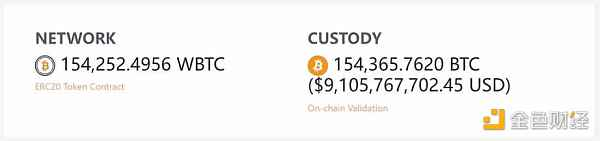 NETWORK
154,252.4956 WBTC
ERC20 Token Contract
CUSTODY
154,365.7620 BTC
($9,105,767,702.45 USD)
On-chain Validation
金色财经